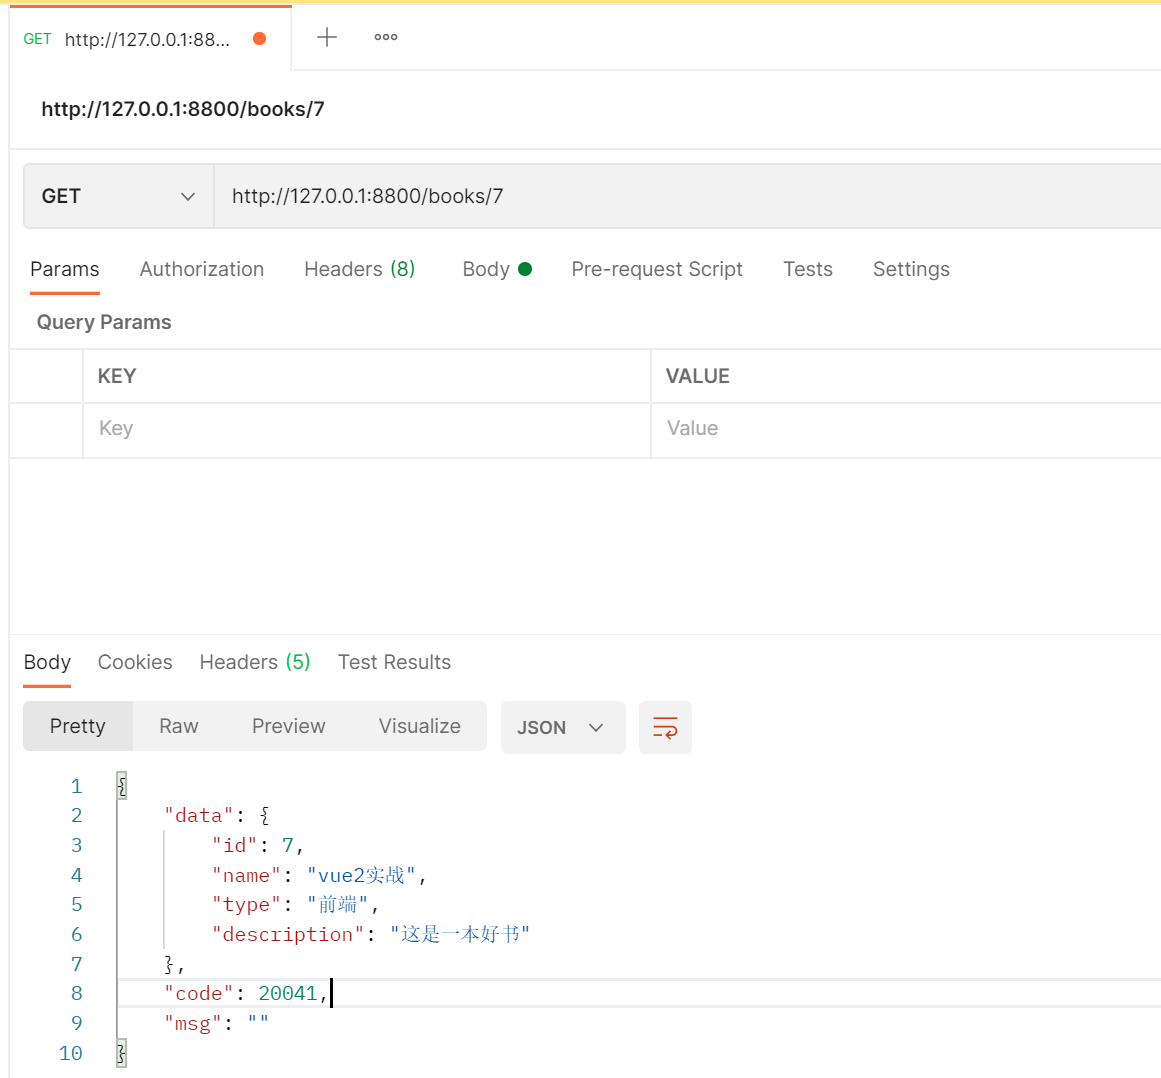 GET http://127.0.0.1:88...
http://127.0.0.1:8800/books/7
GET http://127.0.0.1:8800/books/7
Params Authorization Headers (8) Body Pre-request Script Tests Settings
Query Params
KEY VALUE
Key Value
Body Cookies Headers (5) Test Results
Pretty Raw Preview Visualize JSON
1 {
2 "data": {
3 "id": 7,
4 "name": "vue2实战",
5 "type": "前端",
6 "description": "这是一本好书"
7 },
8 "code": 20041,
9 "msg": ""
10 }